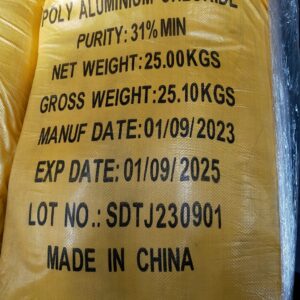 POLY ALUMINIUM CHLORIDE
PURITY: 31% MIN
NET WEIGHT: 25.00KGS
GROSS WEIGHT: 25.10KGS
MANUF DATE: 01/09/2023
EXP DATE: 01/09/2025
LOT NO.: SDTJ230901
MADE IN CHINA